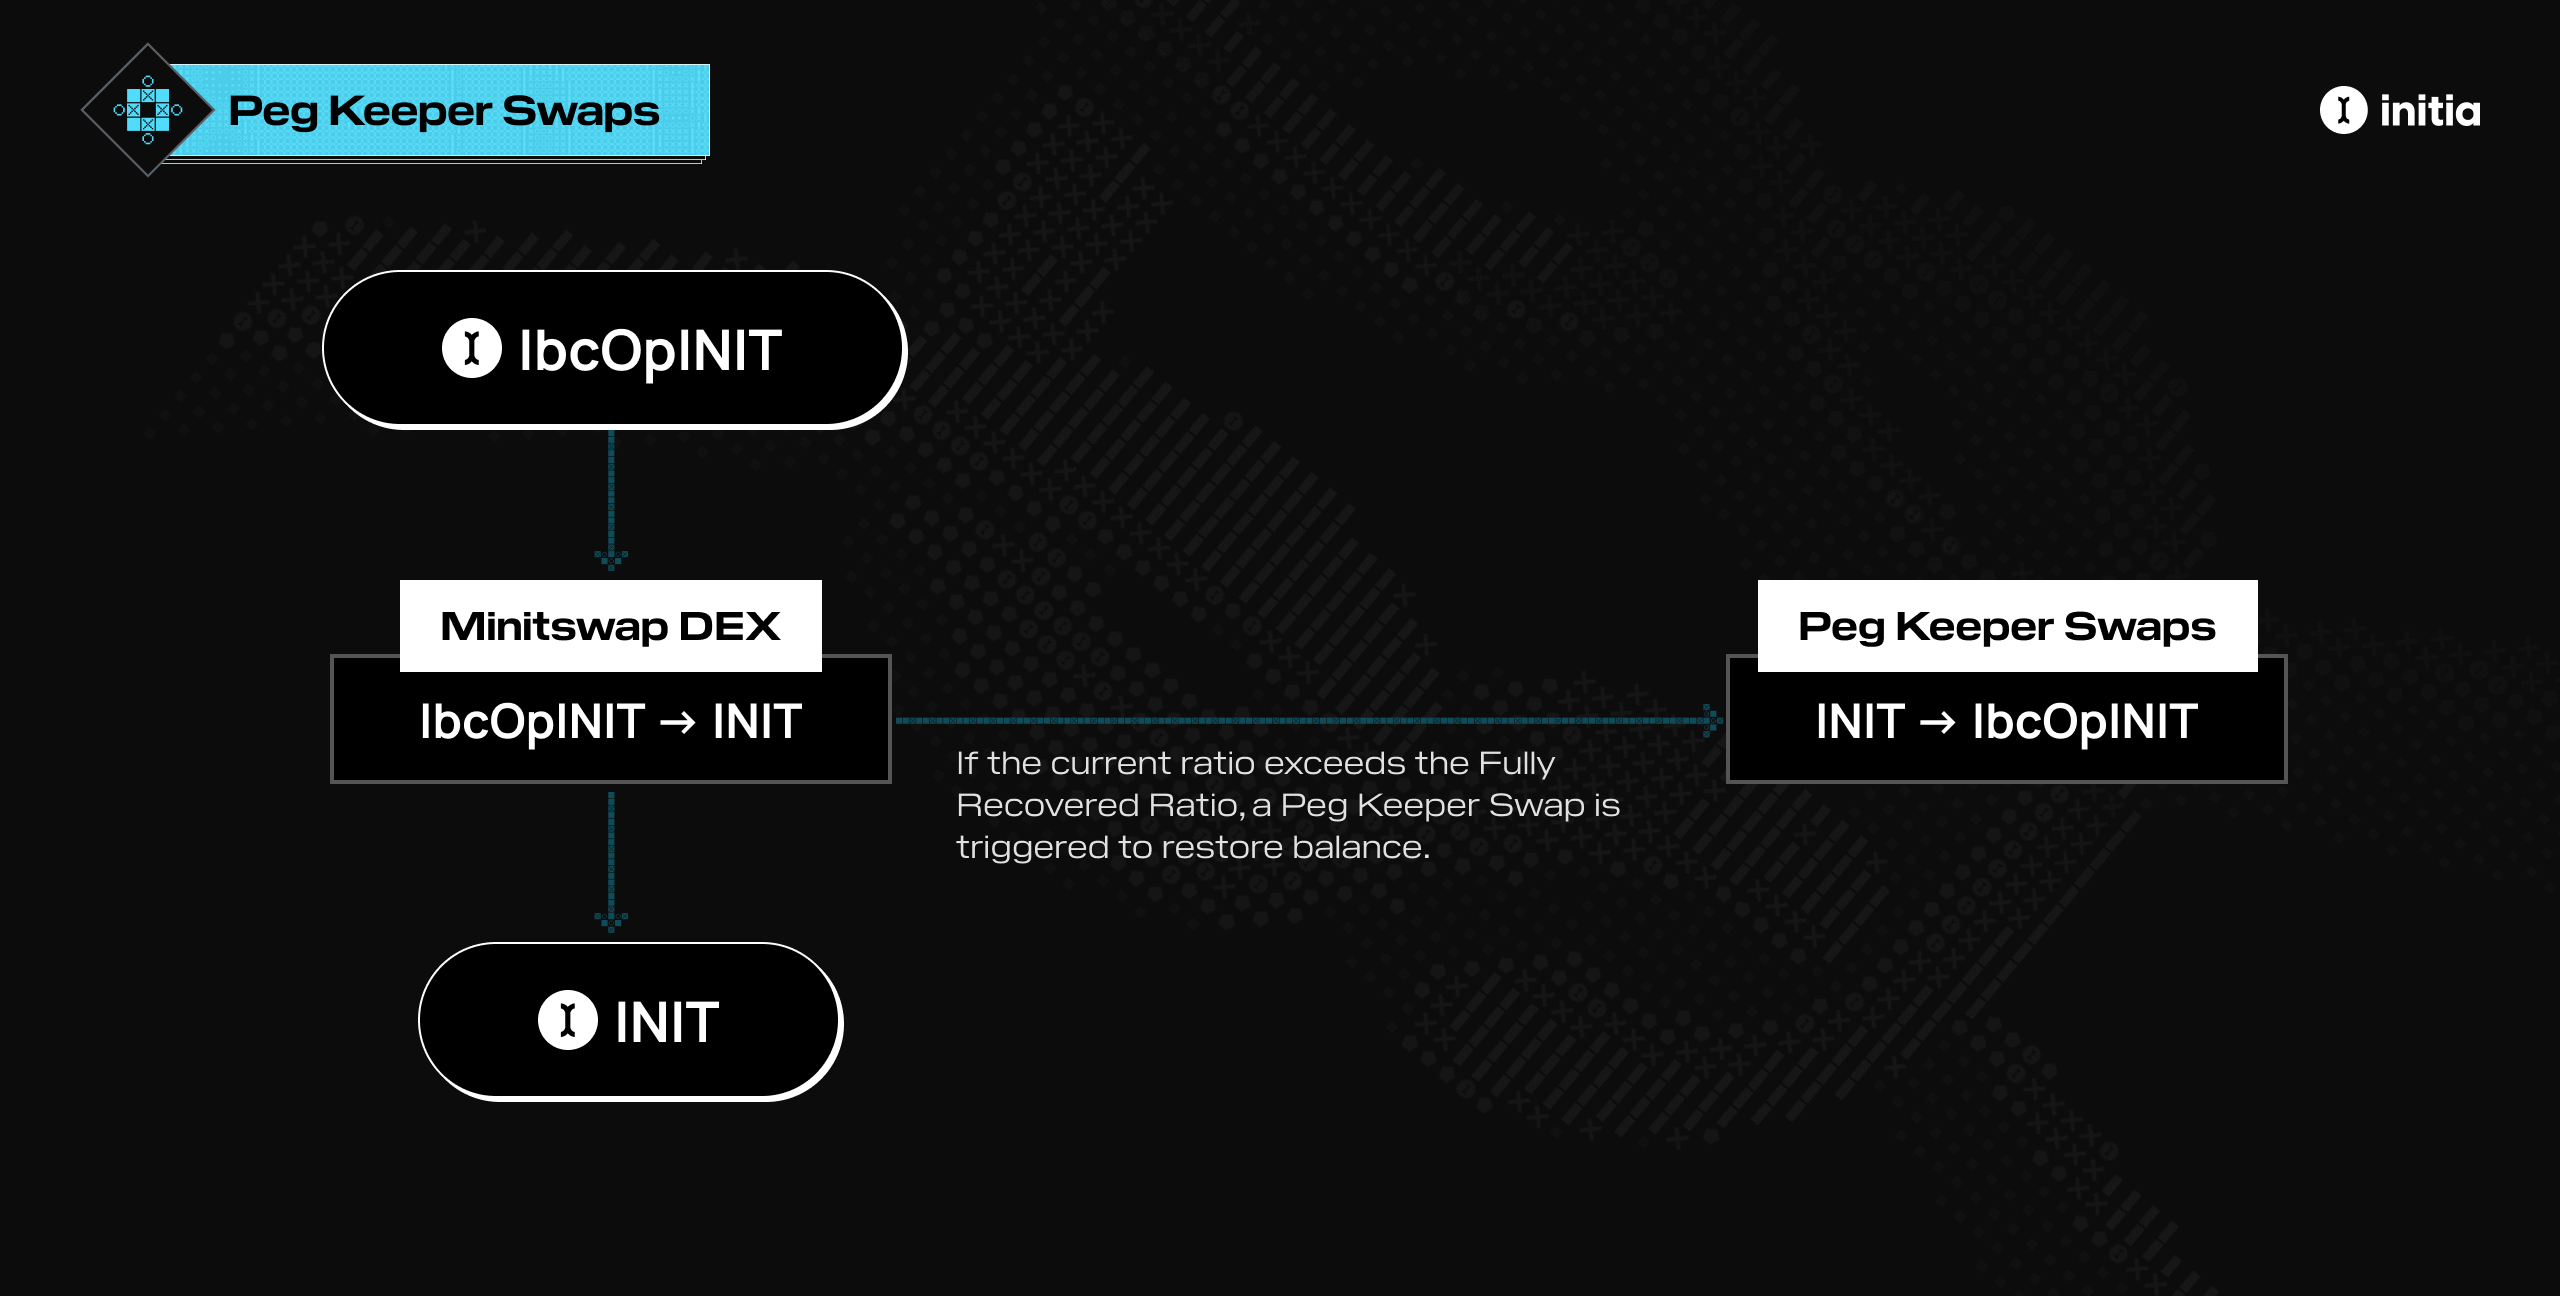 Peg Keeper Swaps
initia
IbcOpINIT
Minitswap DEX
IbcOpINIT → INIT
Peg Keeper Swaps
INIT → IbcOpINIT
If the current ratio exceeds the Fully
Recovered Ratio, a Peg Keeper Swap is
triggered to restore balance.
INIT